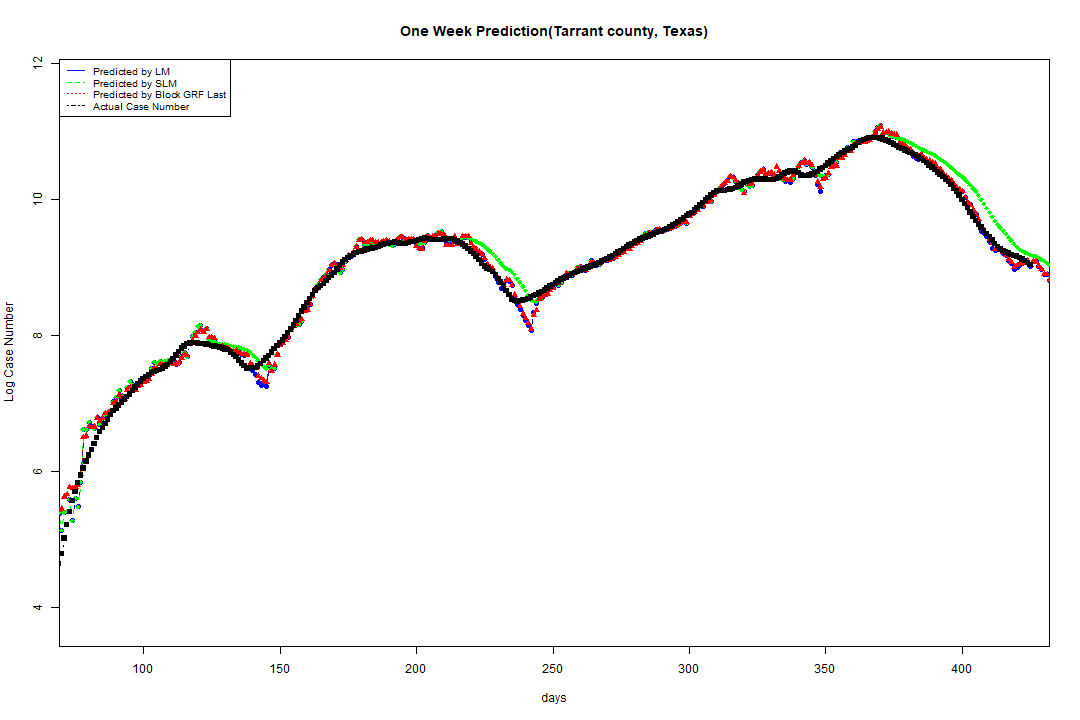 One Week Prediction(Tarrant county, Texas)
Predicted by LM
Predicted by SLM
Predicted by Block GRF Last
Actual Case Number
12
10
8
6
4
Log Case Number
100 150 200 250 300 350 400
days